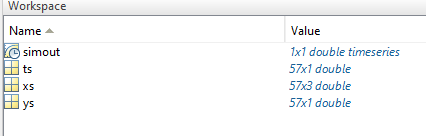 Workspace
Name Value
simout 1x1 double timeseries
ts 57x1 double
xs 57x3 double
ys 57x1 double